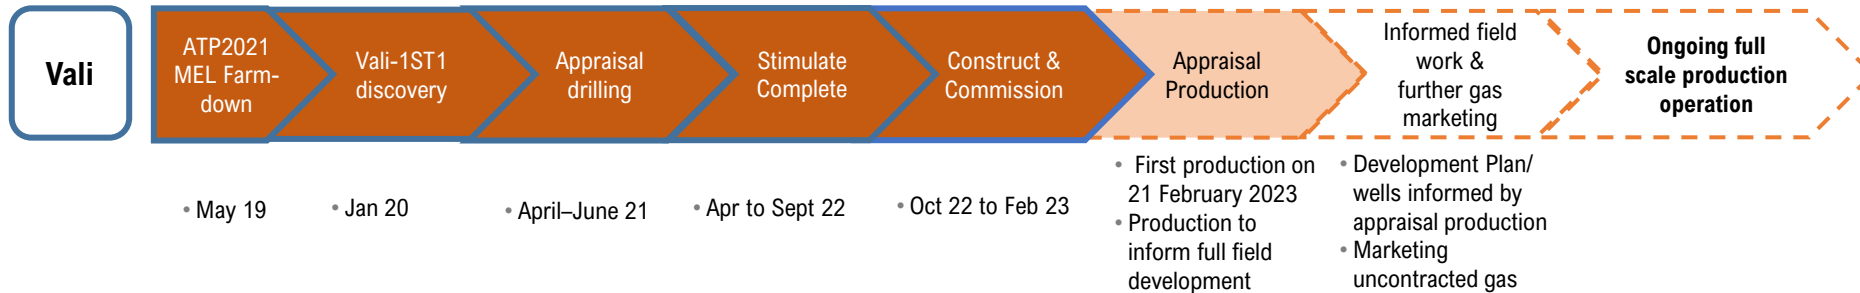 Vali
ATP2021
MEL Farm-
down
Vali-1ST1
discovery
Appraisal
drilling
Stimulate
Complete
Construct &
Commission
Appraisal
Production
Informed field
work &
further gas
marketing
Ongoing full
scale production
operation
• May 19
• Jan 20
• April–June 21
• Apr to Sept 22
• Oct 22 to Feb 23
• First production on
21 February 2023
• Production to
inform full field
development
• Development Plan/
wells informed by
appraisal production
• Marketing
uncontracted gas